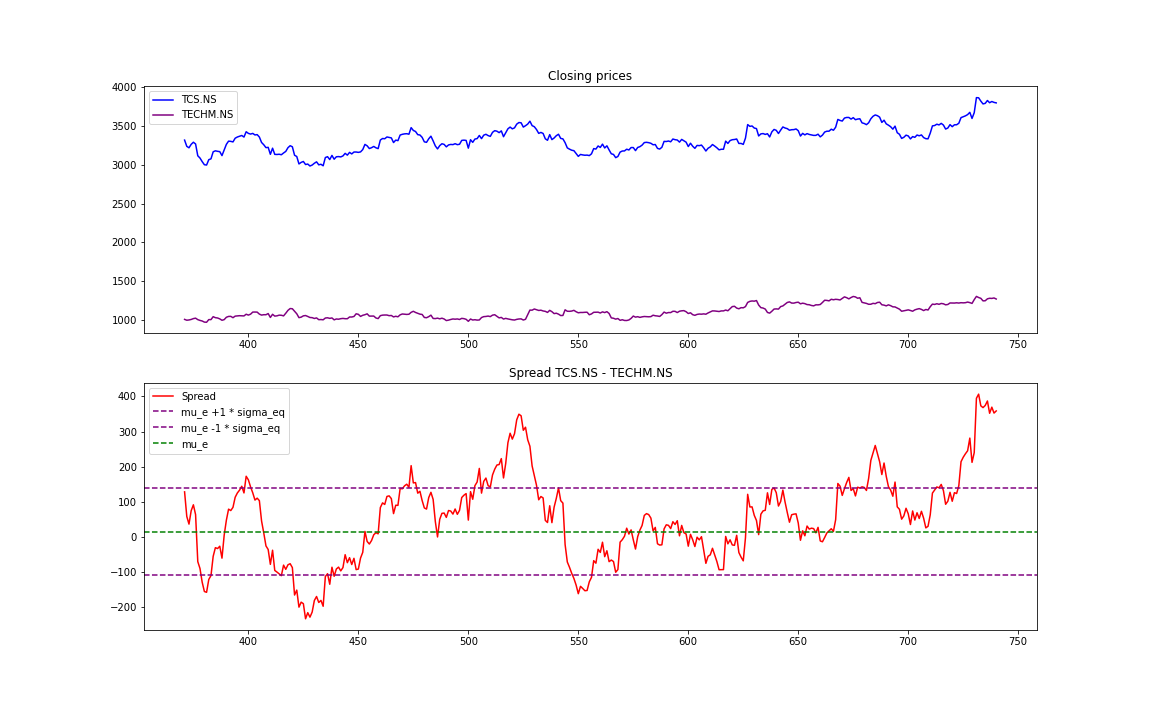 Closing prices
4000
3500
3000
2500
2000
1500
1000
TCS.NS
TECHM.NS
400 450 500 550 600 650 700 750
Spread TCS.NS - TECHM.NS
400
300
200
100
0
−100
−200
Spread
mu_e +1 * sigma_eq
mu_e -1 * sigma_eq
mu_e
400 450 500 550 600 650 700 750